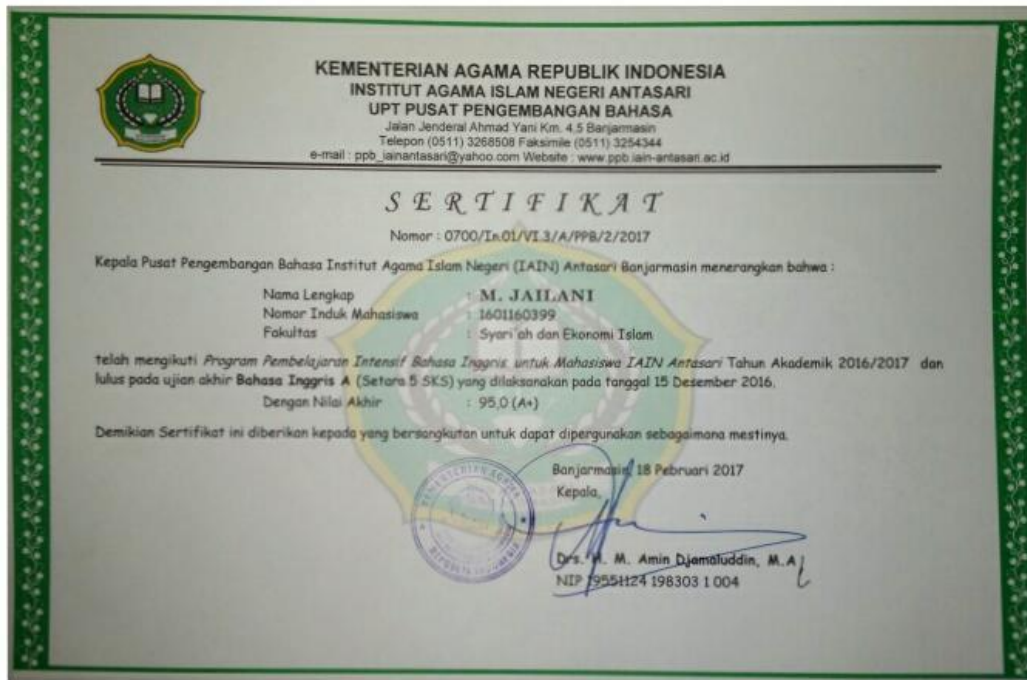 KEMENTERIAN AGAMA REPUBLIK INDONESIA
INSTITUT AGAMA ISLAM NEGERI ANTASARI
UPT PUSAT PENGEMBANGAN BAHASA
Jalan Jenderal Ahmad Yani Km. 4,5 Banjarmasin
Telepon (0511) 3268508 Faksimile (0511) 3254344
e-mail : ppb_iainantasari@yahoo.com Website : www.ppb.iain-antasari.ac.id
SERTIFIKAT
Nomor : 0700/In.01/VI.3/A/PPB/2/2017
Kepala Pusat Pengembangan Bahasa Institut Agama Islam Negeri (IAIN) Antasari Banjarmasin menerangkan bahwa :
Nama Lengkap : M. JAILANI
Nomor Induk Mahasiswa : 1601160399
Fakultas : Syari'ah dan Ekonomi Islam
telah mengikuti Program Pembelajaran Intensif Bahasa Inggris untuk Mahasiswa IAIN Antasari Tahun Akademik 2016/2017 dan
lulus pada ujian akhir Bahasa Inggris A (Setara 5 SKS) yang dilaksanakan pada tanggal 15 Desember 2016.
Dengan Nilai Akhir : 95,0 (A+)
Demikian Sertifikat ini diberikan kepada yang bersangkutan untuk dapat dipergunakan sebagaimana mestinya.
Banjarmasin, 18 Pebruari 2017
Kepala,
KEMENTERIAN AGAMA
REPUBLIK INDONESIA
Drs. H. M. Amin Djamaluddin, M.A
NIP 19551124 198303 1 004